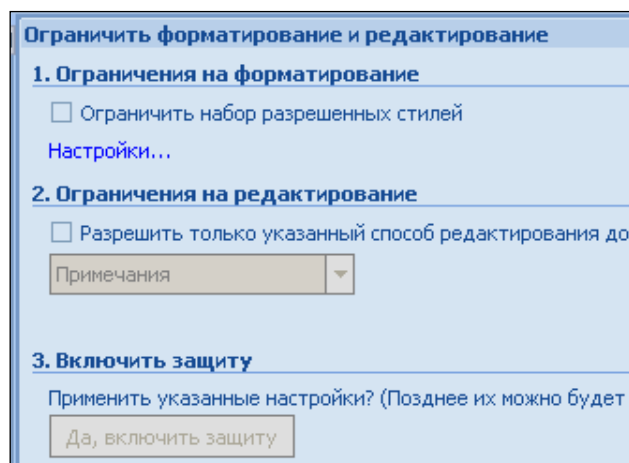 Ограничить форматирование и редактирование
1. Ограничения на форматирование
Ограничить набор разрешенных стилей
Настройки...
2. Ограничения на редактирование
Разрешить только указанный способ редактирования до
Примечания
3. Включить защиту
Применить указанные настройки? (Позднее их можно будет
Да, включить защиту